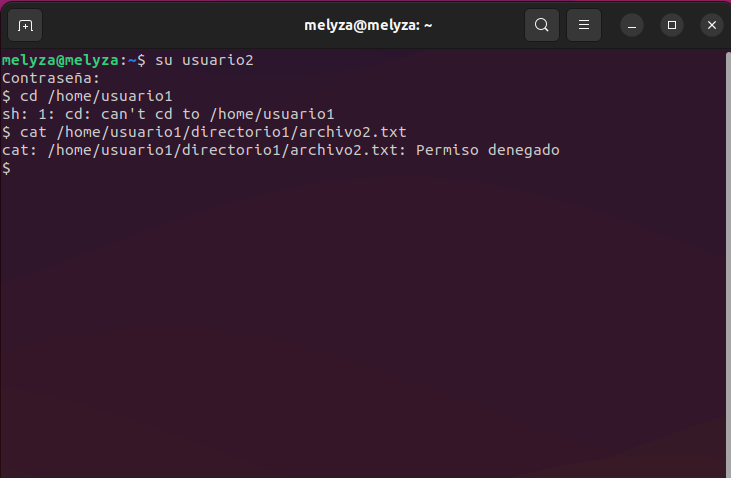 melyza@melyza: ~
melyza@melyza:~$ su usuario2
Contraseña:
$ cd /home/usuario1
sh: 1: cd: can't cd to /home/usuario1
$ cat /home/usuario1/directorio1/archivo2.txt
cat: /home/usuario1/directorio1/archivo2.txt: Permiso denegado
$